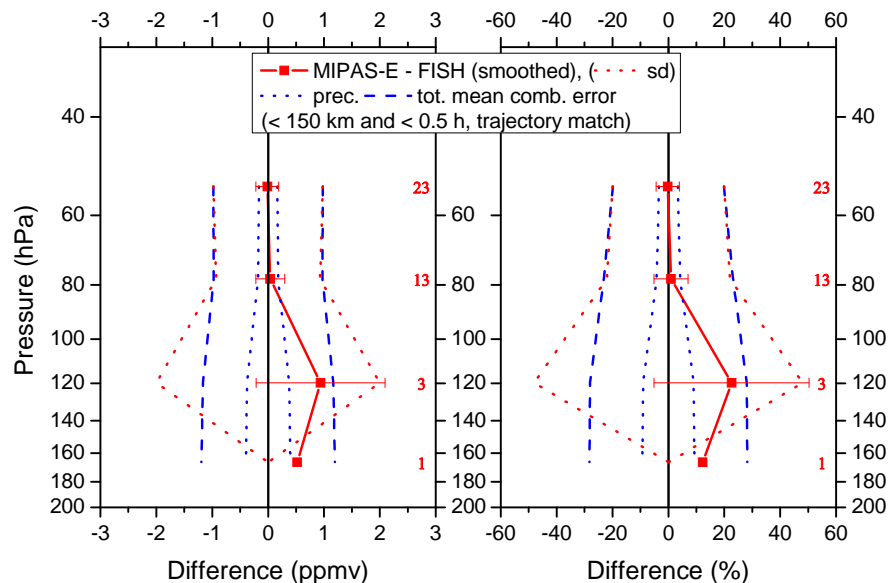 -3 -2 -1 0 1 2 3 -60 -40 -20 0 20 40 60
MIPAS-E - FISH (smoothed), ( sd)
prec. tot. mean comb. error
(< 150 km and < 0.5 h, trajectory match)
40 40
60 60
80 80
100 100
120 120
140 140
160 160
180 180
200 200
23 23
13 13
3 3
1 1
Pressure (hPa)
-3 -2 -1 0 1 2 3 -60 -40 -20 0 20 40 60
Difference (ppmv) Difference (%)